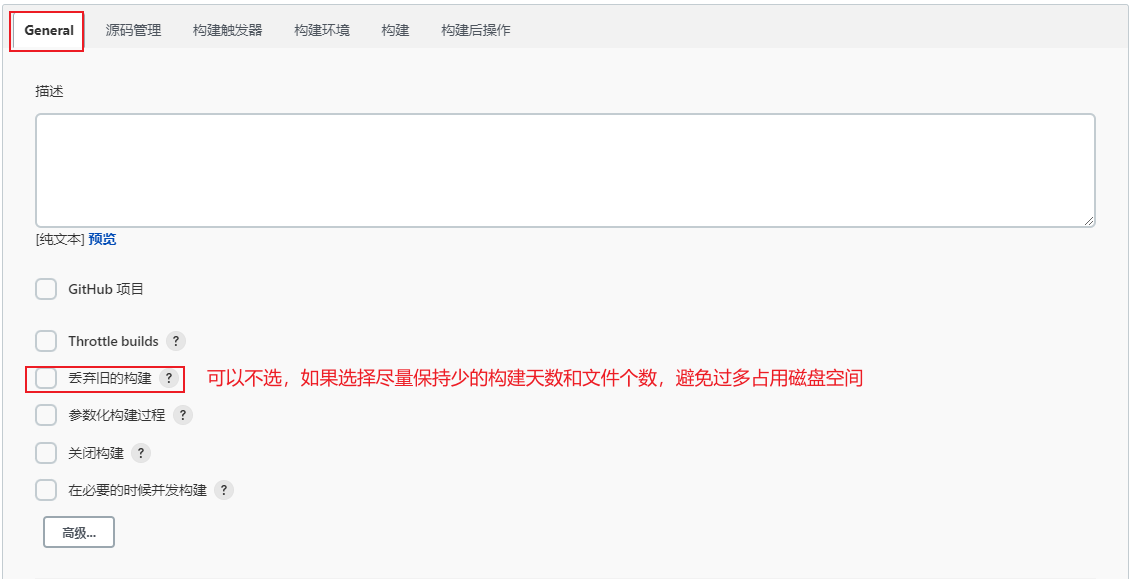 General 源码管理 构建触发器 构建环境 构建 构建后操作
描述
[纯文本] 预览
GitHub 项目
Throttle builds ?
丢弃旧的构建 ? 可以不选，如果选择尽量保持少的构建天数和文件个数，避免过多占用磁盘空间
参数化构建过程 ?
关闭构建 ?
在必要的时候并发构建 ?
高级...